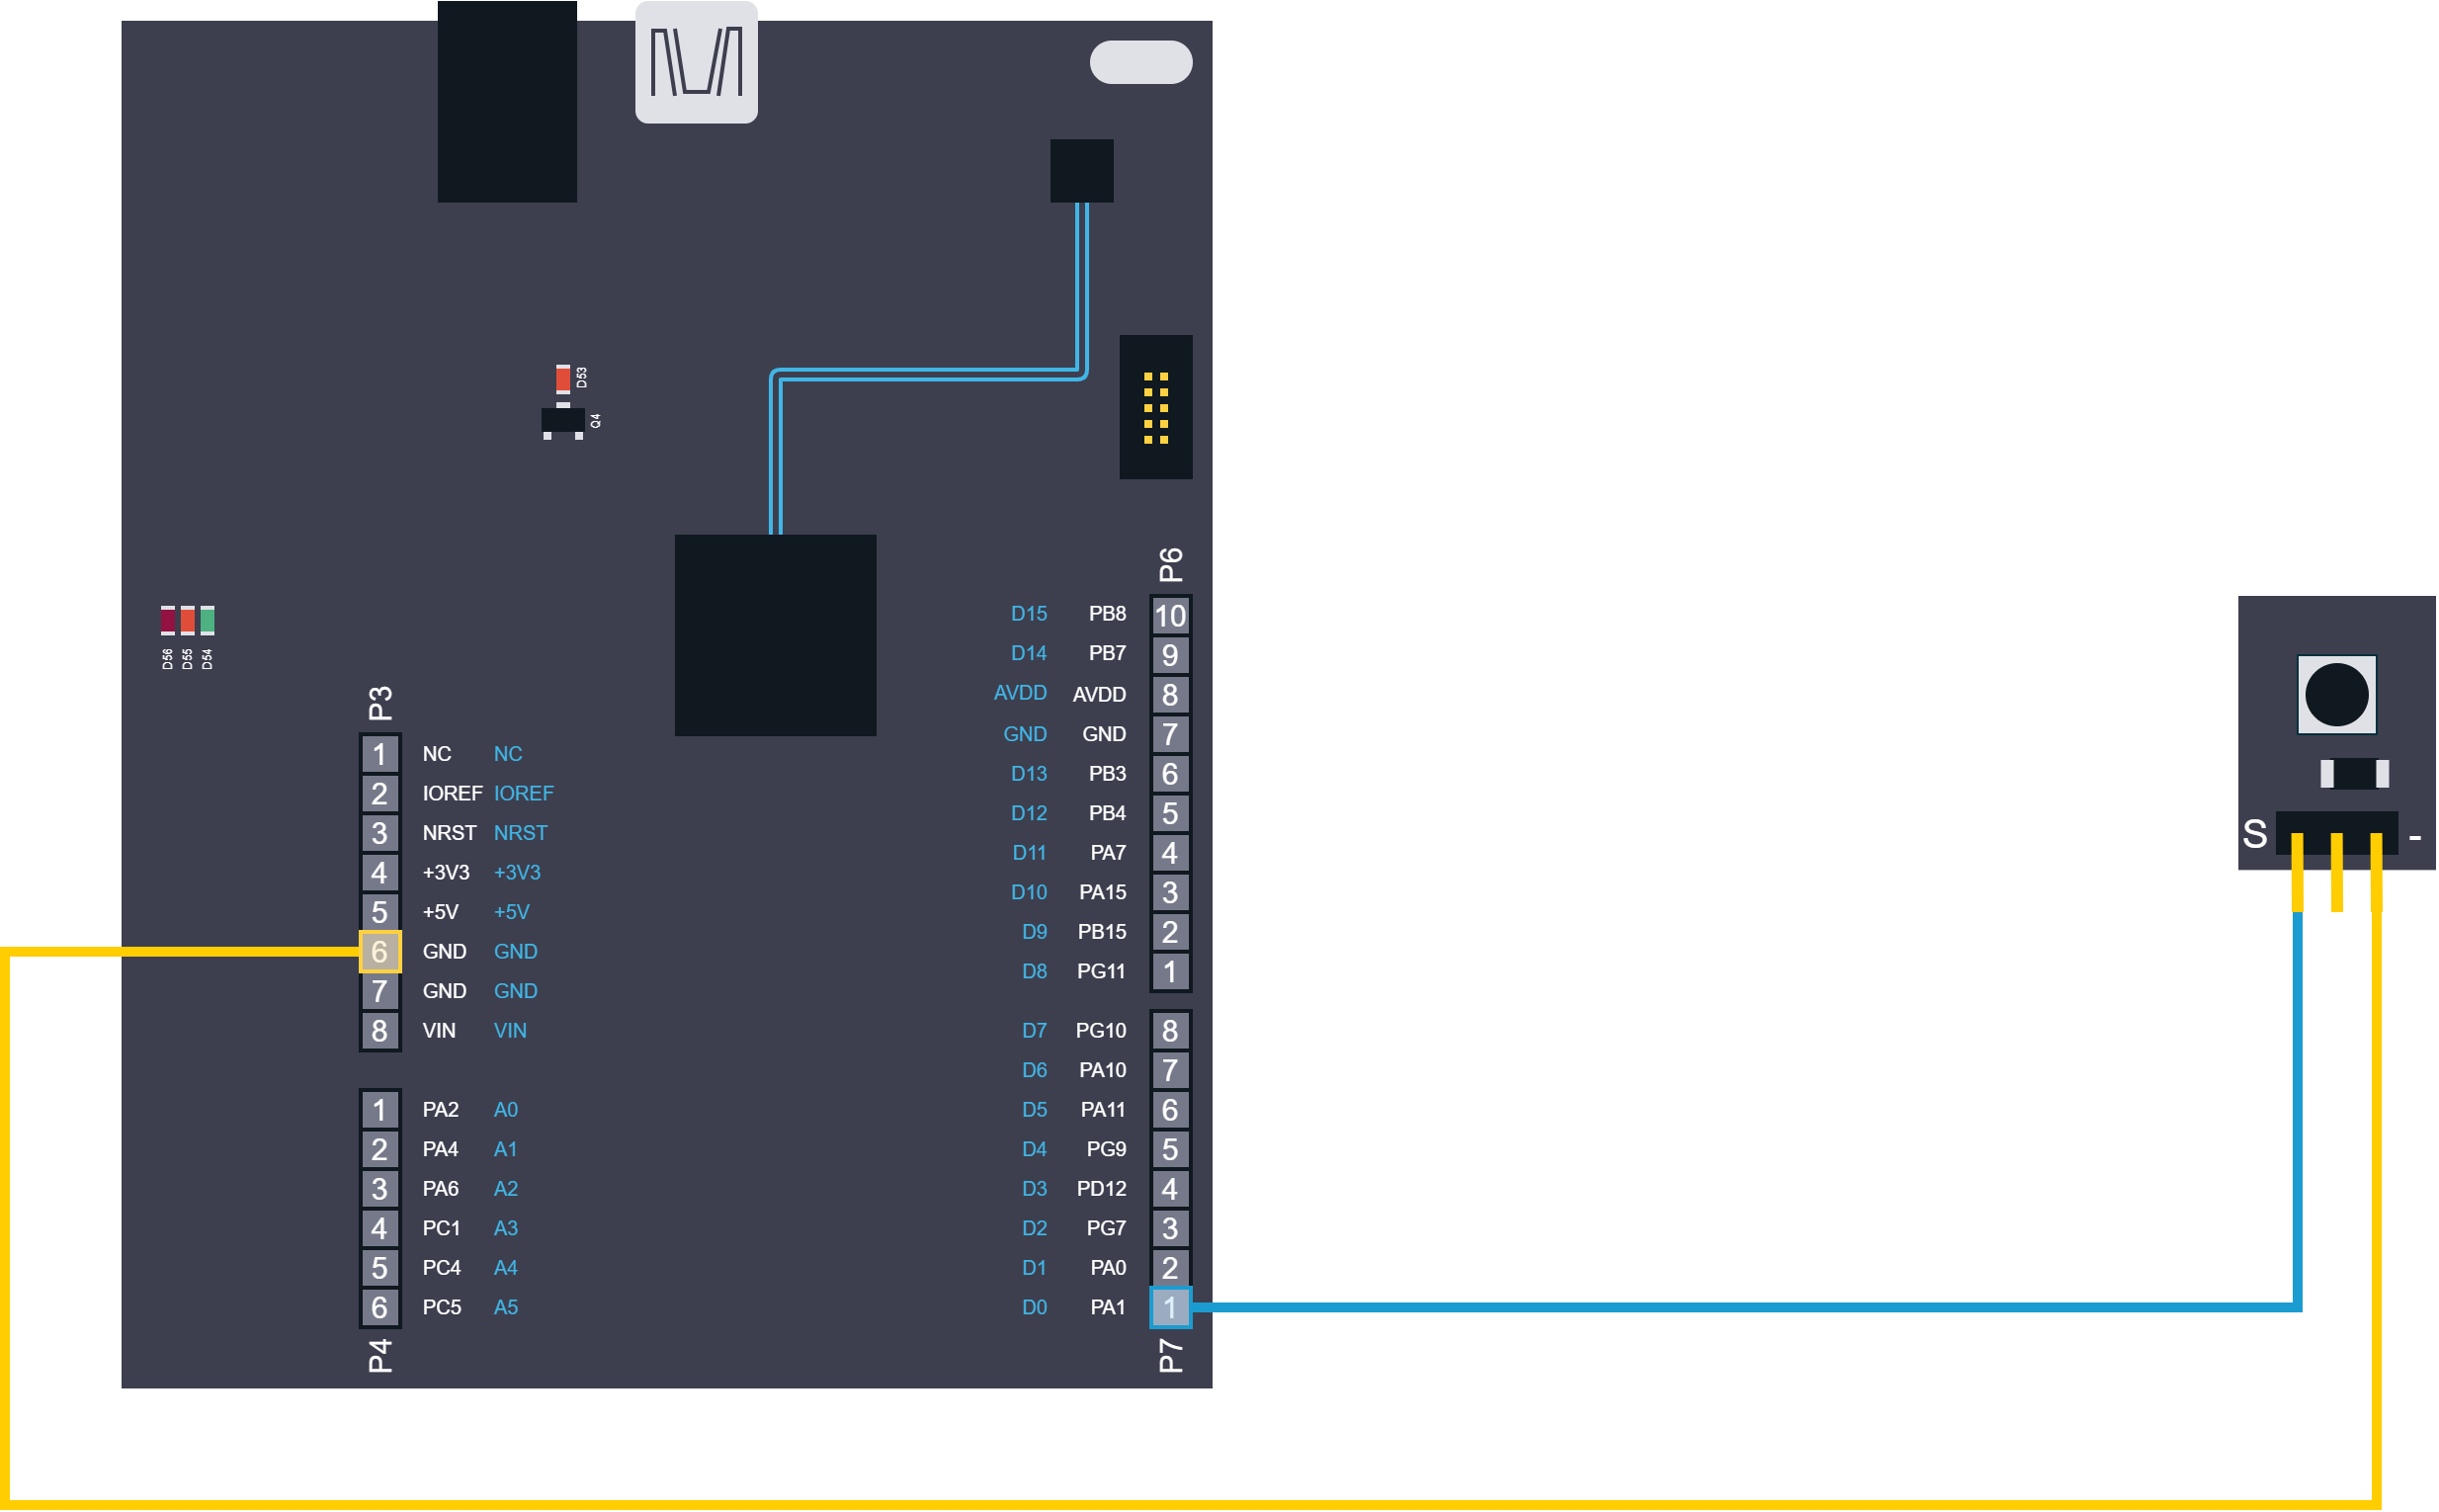 D53
Q4
D56 D55 D54
P3
1 NC NC
2 IOREF IOREF
3 NRST NRST
4 +3V3 +3V3
5 +5V +5V
6 GND GND
7 GND GND
8 VIN VIN
1 PA2 A0
2 PA4 A1
3 PA6 A2
4 PC1 A3
5 PC4 A4
6 PC5 A5
P4
P6
D15 PB8 10
D14 PB7 9
AVDD AVDD 8
GND GND 7
D13 PB3 6
D12 PB4 5
D11 PA7 4
D10 PA15 3
D9 PB15 2
D8 PG11 1
D7 PG10 8
D6 PA10 7
D5 PA11 6
D4 PG9 5
D3 PD12 4
D2 PG7 3
D1 PA0 2
D0 PA1 1
P7
S -